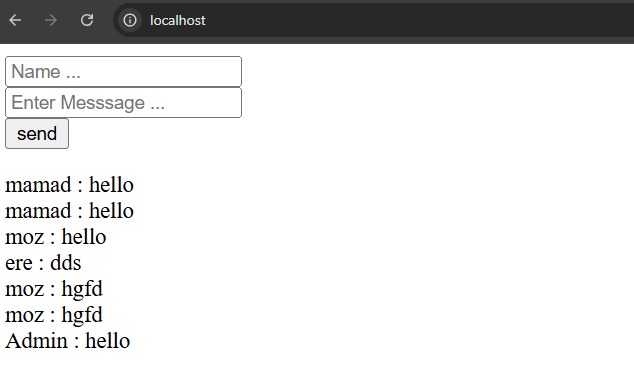 localhost
Name ...
Enter Messsage ...
send
mamad : hello
mamad : hello
moz : hello
ere : dds
moz : hgfd
moz : hgfd
Admin : hello